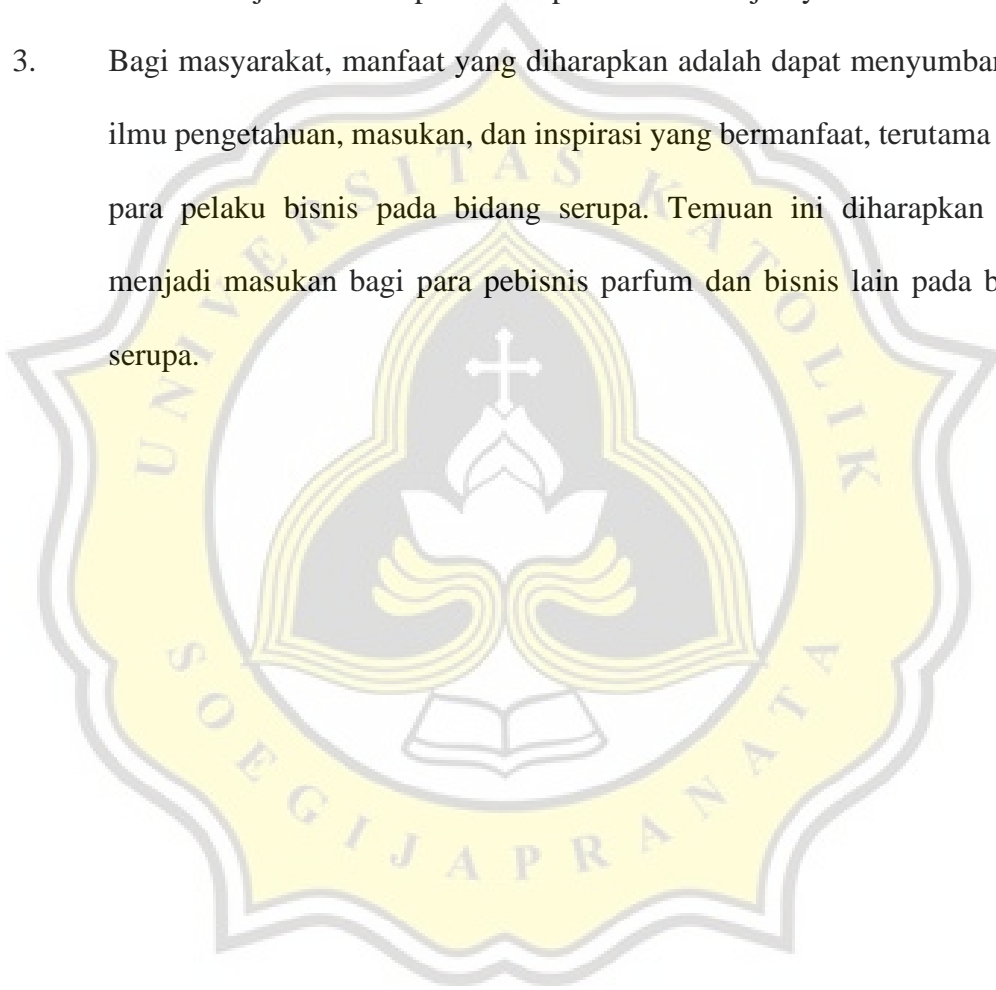 3. Bagi masyarakat, manfaat yang diharapkan adalah dapat menyumban
ilmu pengetahuan, masukan, dan inspirasi yang bermanfaat, terutama
para pelaku bisnis pada bidang serupa. Temuan ini diharapkan
menjadi masukan bagi para pebisnis parfum dan bisnis lain pada b
serupa.
UNIVERSITAS KATOLIK
SOEGIJAPRANATA